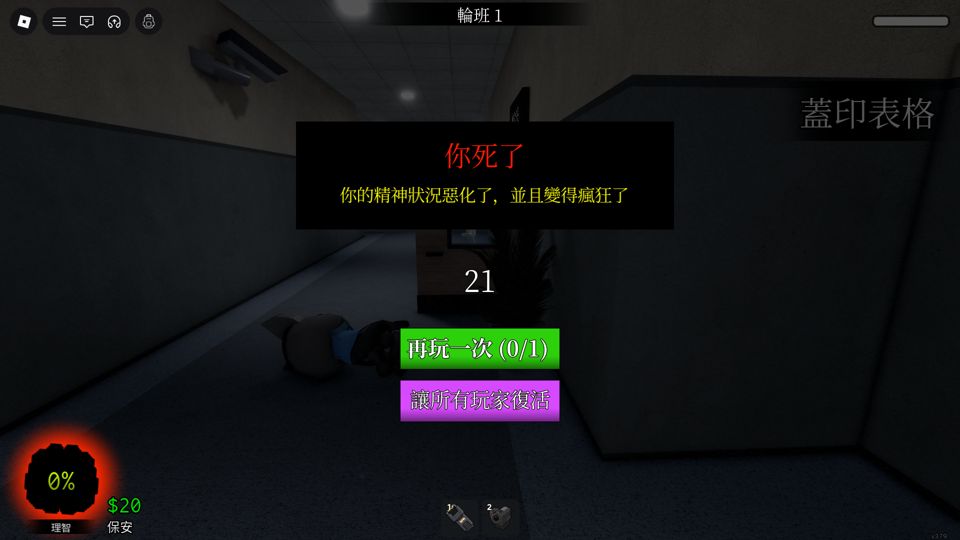 輪班 1
蓋印表格
你死了
你的精神狀況惡化了，並且變得瘋狂了
21
再玩一次 (0/1)
讓所有玩家復活
0%
$20
理智
保安
1
2